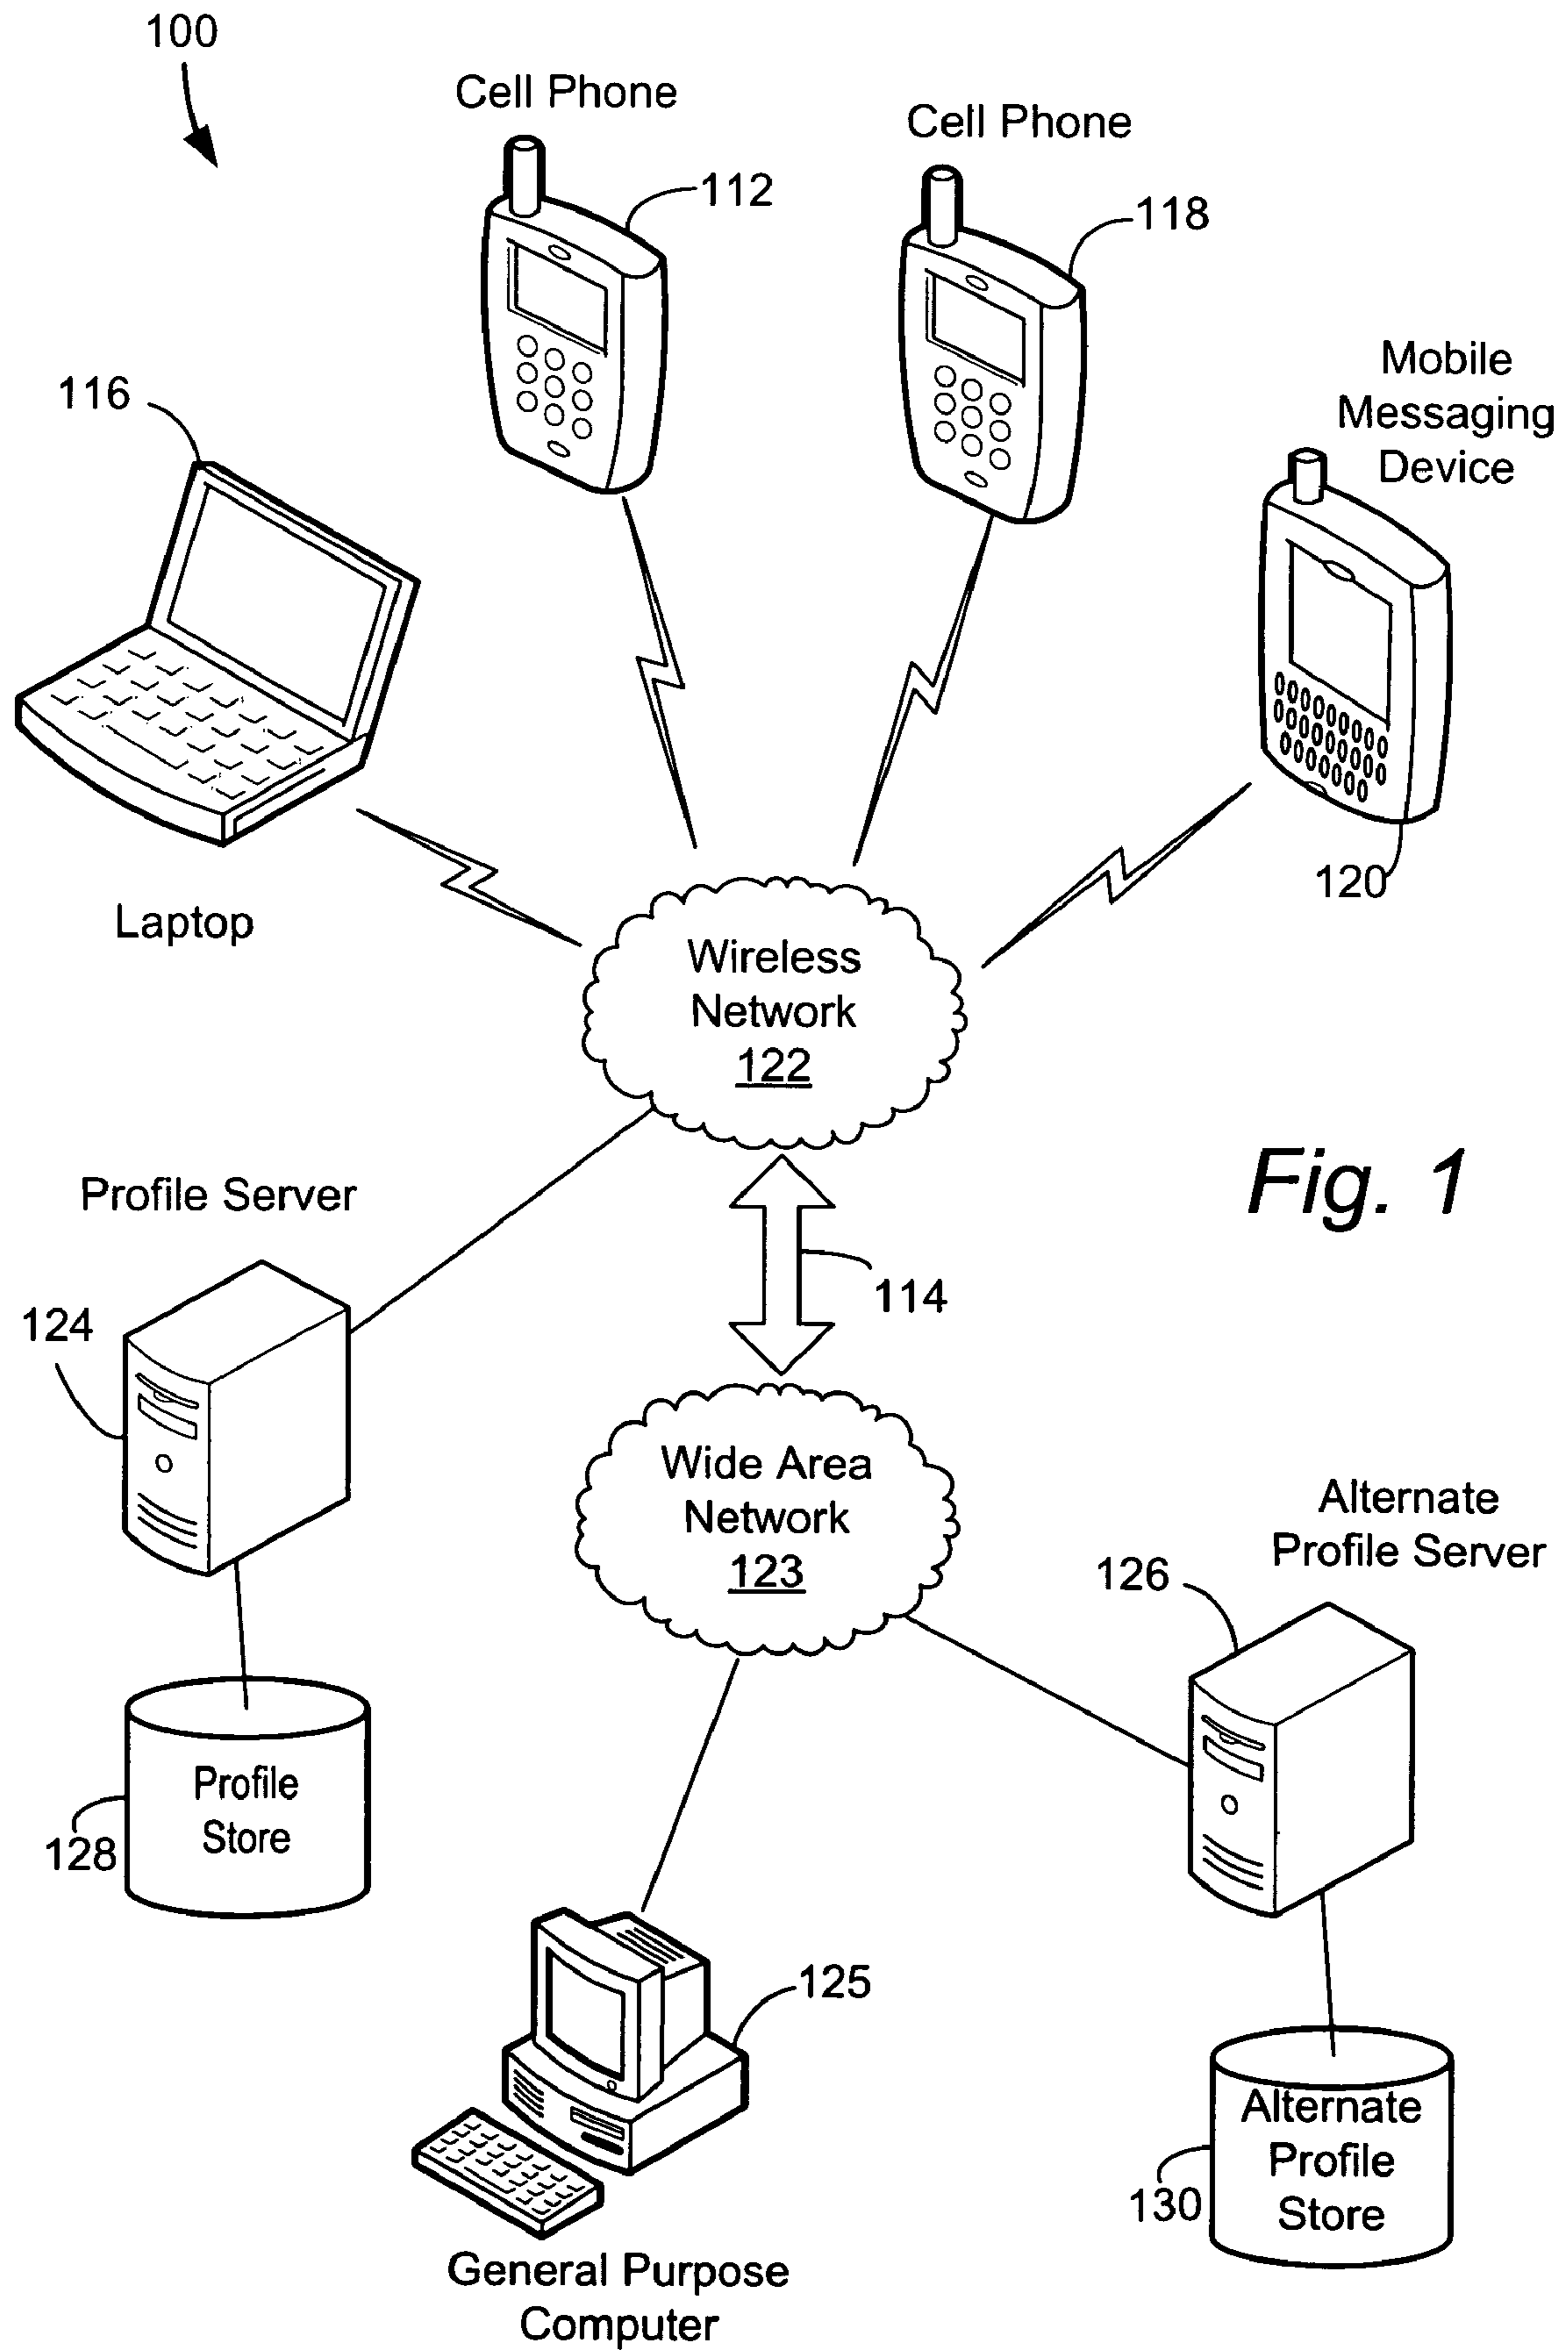 100
Cell Phone
112
Cell Phone
118
Mobile
Messaging
Device
116
120
Laptop
Wireless
Network
122
Fig. 1
Profile Server
114
124
Wide Area
Network
123
Alternate
Profile Server
126
Profile
Store
128
125
Alternate
Profile
Store
130
General Purpose
Computer